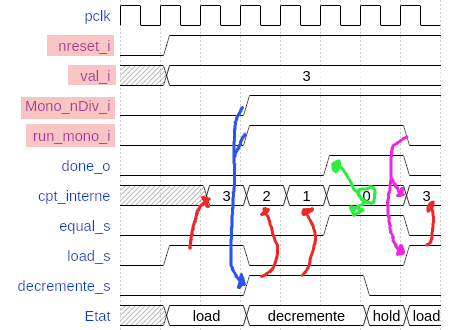 pclk
nreset_i
val_i 3
Mono_nDiv_i
run_mono_i
done_o
cpt_interne 3 2 1 0 3
equal_s
load_s
decremente_s
Etat load decremente hold load